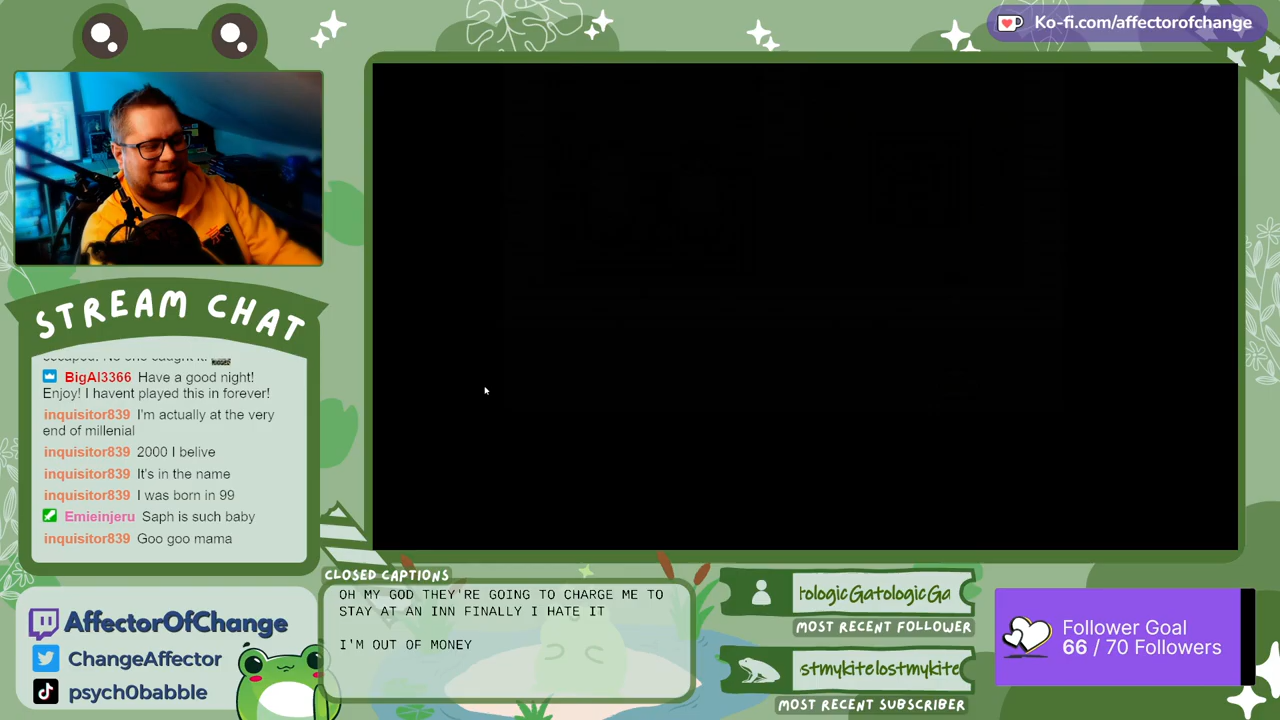 Ko-fi.com/affectorofchange
STREAM CHAT
BigAl3366 Have a good night!
Enjoy! I havent played this in forever!
inquisitor839 I'm actually at the very
end of millenial
inquisitor839 2000 I belive
inquisitor839 It's in the name
inquisitor839 I was born in 99
Emieinjeru Saph is such baby
inquisitor839 Goo goo mama
CLOSED CAPTIONS
OH MY GOD THEY'RE GOING TO CHARGE ME TO
STAY AT AN INN FINALLY I HATE IT
I'M OUT OF MONEY
AffectorOfChange
ChangeAffector
psych0babble
tologicGatologicGa
MOST RECENT FOLLOWER
stmykitelostmykite
MOST RECENT SUBSCRIBER
Follower Goal
66 / 70 Followers